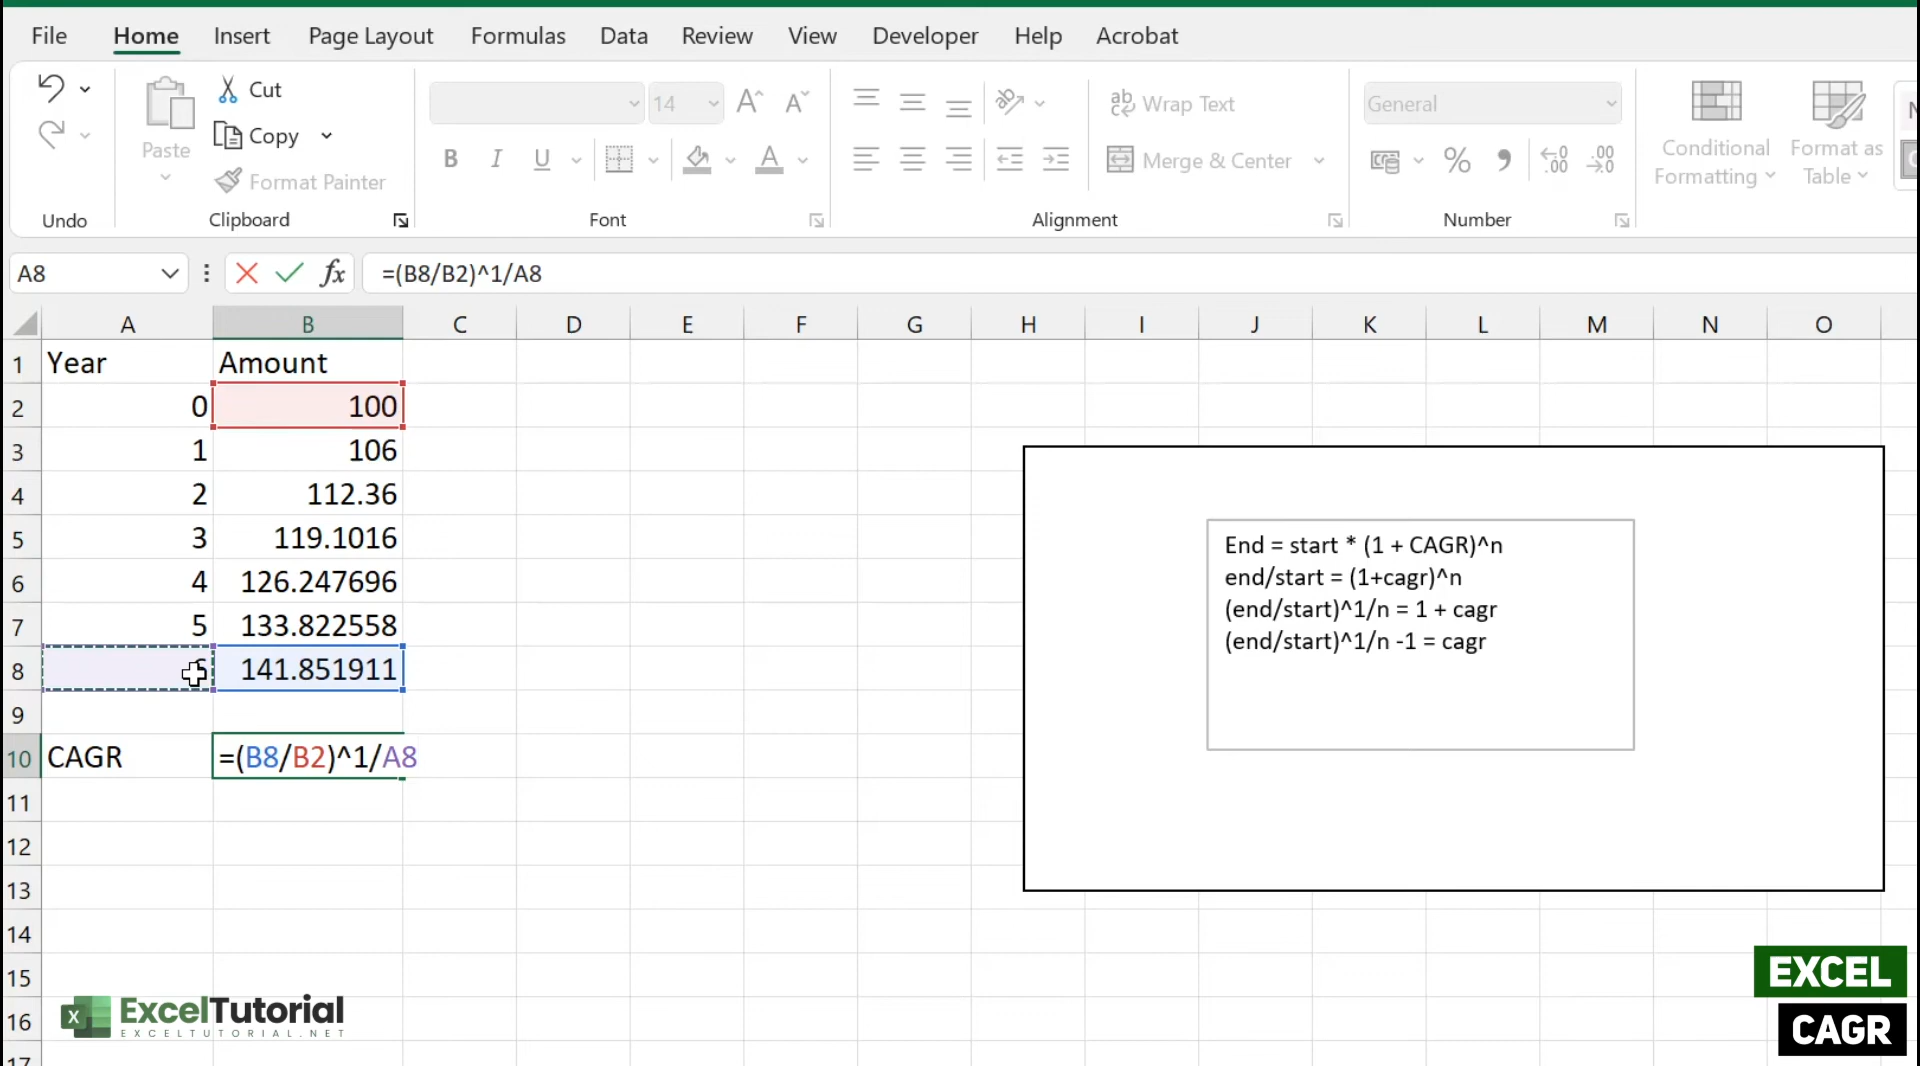 File Home Insert Page Layout Formulas Data Review View Developer Help Acrobat
Cut
Copy
Format Painter
Paste
Undo
Clipboard
14
B I U
Font
ab Wrap Text
Merge & Center
Alignment
General
% 
Number
Conditional Formatting
Format as Table
A8 fx =(B8/B2)^1/A8
A B C D E F G H I J K L M N O
1 Year Amount
2 0 100
3 1 106
4 2 112.36
5 3 119.1016
6 4 126.247696
7 5 133.822558
8 141.851911
9
10 CAGR =(B8/B2)^1/A8
11
12
13
14
15
16
17
End = start * (1 + CAGR)^n
end/start = (1+cagr)^n
(end/start)^1/n = 1 + cagr
(end/start)^1/n -1 = cagr
ExcelTutorial
EXCELTUTORIAL.NET
EXCEL
CAGR